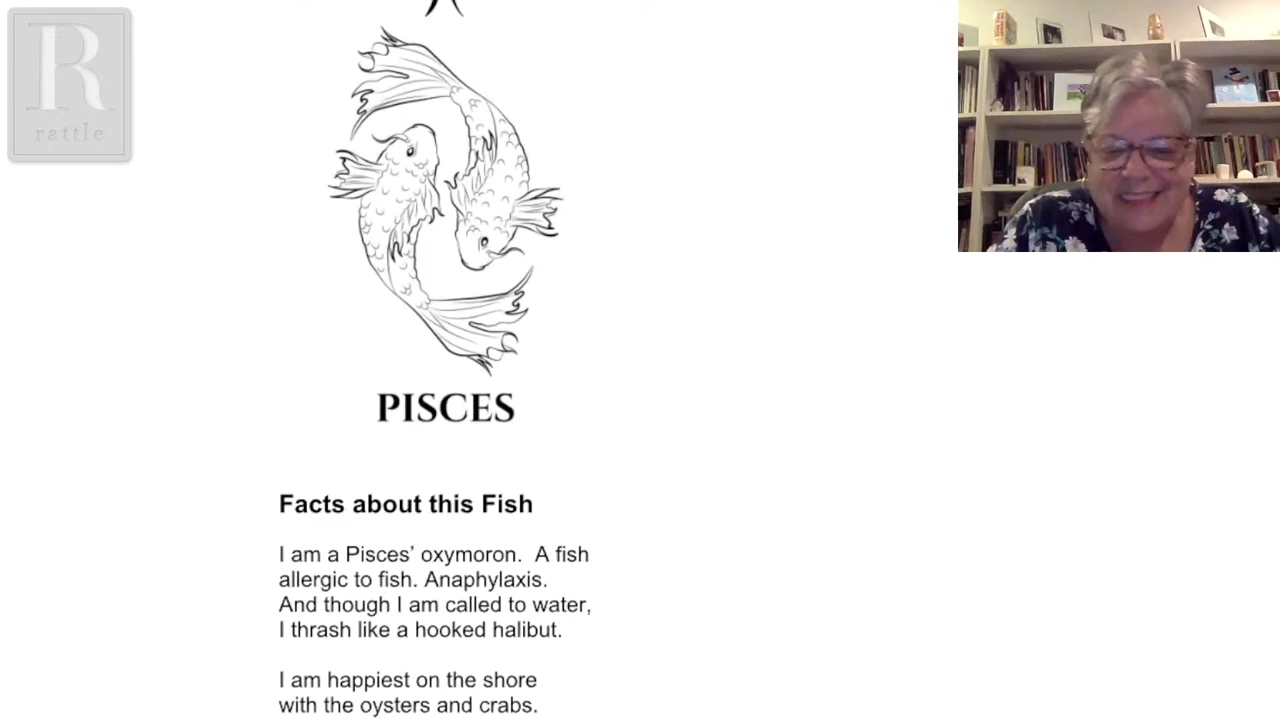 R
rattle
PISCES
Facts about this Fish
I am a Pisces’ oxymoron.  A fish
allergic to fish. Anaphylaxis.
And though I am called to water,
I thrash like a hooked halibut.
I am happiest on the shore
with the oysters and crabs.